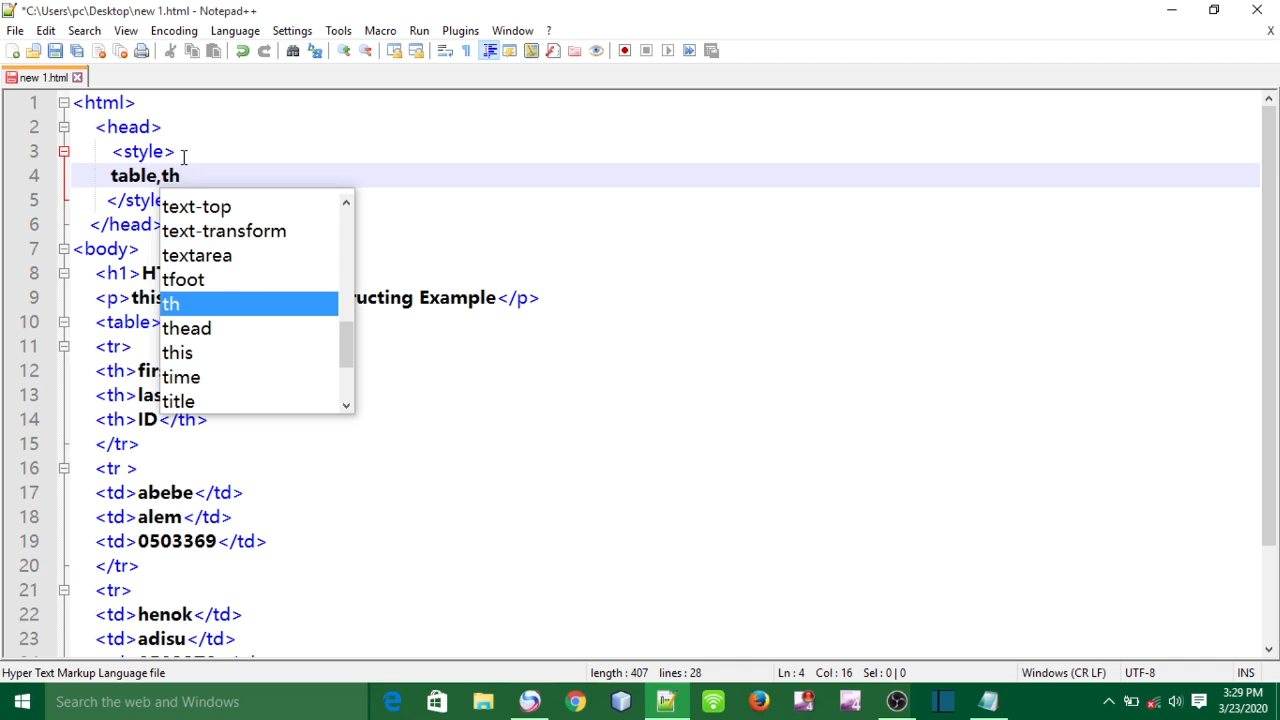 *C:\Users\pc\Desktop\new 1.html - Notepad++
File Edit Search View Encoding Language Settings Tools Macro Run Plugins Window ? X
new 1.html
1 <html>
2 <head>
3 <style>
4 table,th
5 </style
6 </head>
7 <body>
8 <h1>HT
9 <p>this ructing Example</p>
10 <table>
11 <tr>
12 <th>fir
13 <th>las
14 <th>ID</th>
15 </tr>
16 <tr >
17 <td>abebe</td>
18 <td>alem</td>
19 <td>0503369</td>
20 </tr>
21 <tr>
22 <td>henok</td>
23 <td>adisu</td>
text-top
text-transform
textarea
tfoot
th
thead
this
time
title
Hyper Text Markup Language file length : 407 lines : 28 Ln : 4 Col : 16 Sel : 0 | 0 Windows (CR LF) UTF-8 INS
Search the web and Windows
3:29 PM
3/23/2020